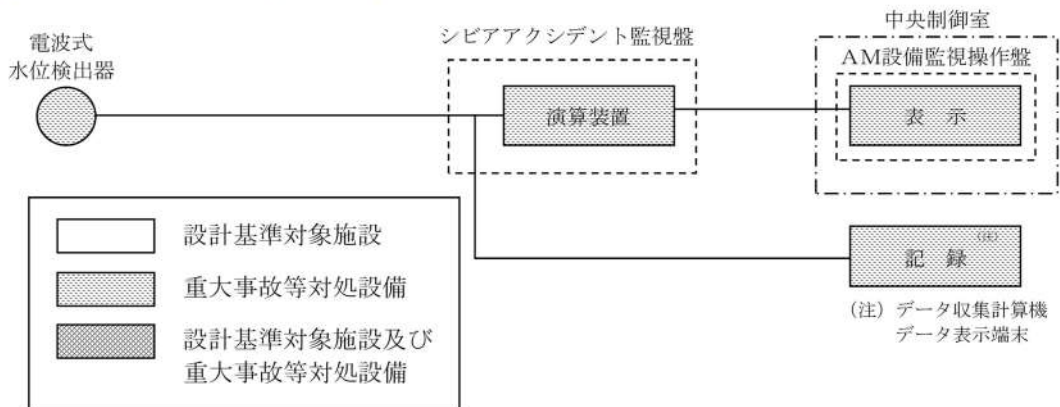 電波式
水位検出器
シビアアクシデント監視盤
演算装置
中央制御室
AM設備監視操作盤
表 示
記 録
(注)
(注) データ収集計算機
データ表示端末
設計基準対象施設
重大事故等対処設備
設計基準対象施設及び
重大事故等対処設備